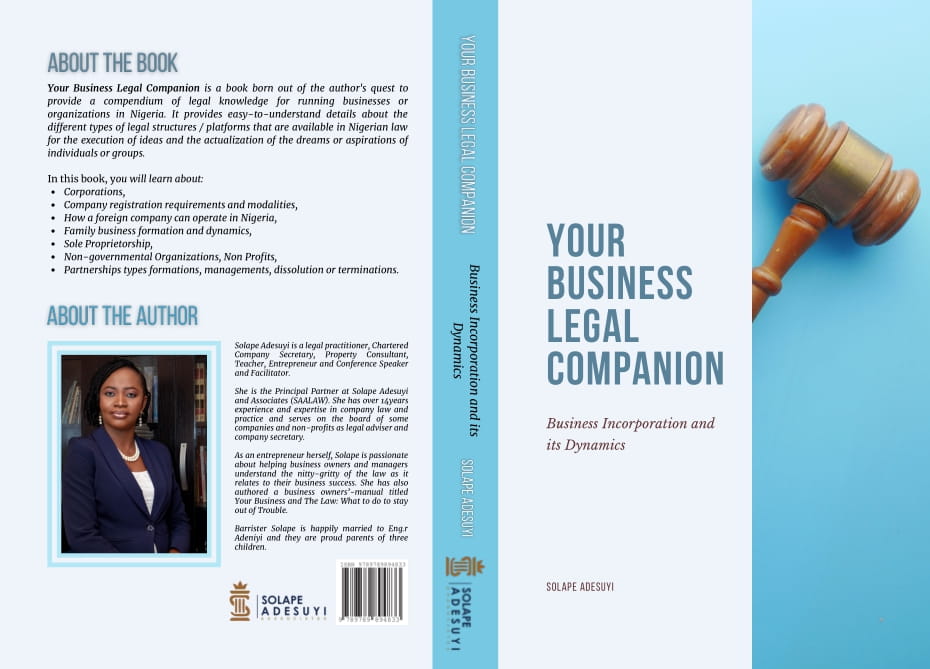 ABOUT THE BOOK
Your Business Legal Companion is a book born out of the author's quest to
provide a compendium of legal knowledge for running businesses or
organizations in Nigeria. It provides easy-to-understand details about the
different types of legal structures / platforms that are available in Nigerian law
for the execution of ideas and the actualization of the dreams or aspirations of
individuals or groups.
In this book, you will learn about:
• Corporations,
• Company registration requirements and modalities,
• How a foreign company can operate in Nigeria,
• Family business formation and dynamics,
• Sole Proprietorship,
• Non-governmental Organizations, Non Profits,
• Partnerships types formations, managements, dissolution or terminations.
ABOUT THE AUTHOR
Solape Adesuyi is a legal practitioner, Chartered
Company Secretary, Property Consultant,
Teacher, Entrepreneur and Conference Speaker
and Facilitator.
She is the Principal Partner at Solape Adesuyi
and Associates (SAALAW). She has over 14years
experience and expertise in company law and
practice and serves on the board of some
companies and non-profits as legal adviser and
company secretary.
As an entrepreneur herself, Solape is passionate
about helping business owners and managers
understand the nitty-gritty of the law as it
relates to their business success. She has also
authored a business owners'-manual titled
Your Business and The Law: What to do to stay
out of Trouble.
Barrister Solape is happily married to Eng.r
Adeniyi and they are proud parents of three
children.
SOLAPE
ADESUYI
ASSOCIATES
YOUR BUSINESS LEGAL COMPANION
Business Incorporation and its
Dynamics
SOLAPE ADESUYI
SOLAPE
ADESUYI
YOUR
BUSINESS
LEGAL
COMPANION
Business Incorporation and
its Dynamics
SOLAPE ADESUYI